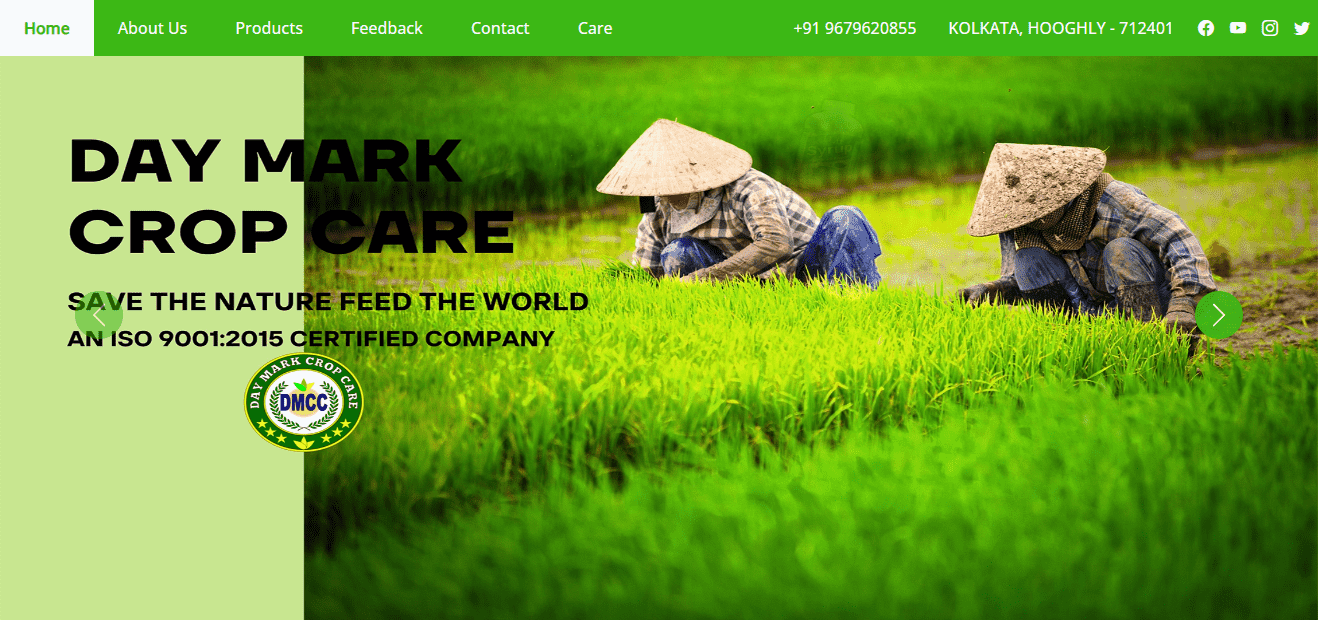 Home About Us Products Feedback Contact Care +91 9679620855 KOLKATA, HOOGHLY - 712401
DAY MARK
CROP CARE
SAVE THE NATURE FEED THE WORLD
AN ISO 9001:2015 CERTIFIED COMPANY
DAY MARK CROP CARE
DMCC